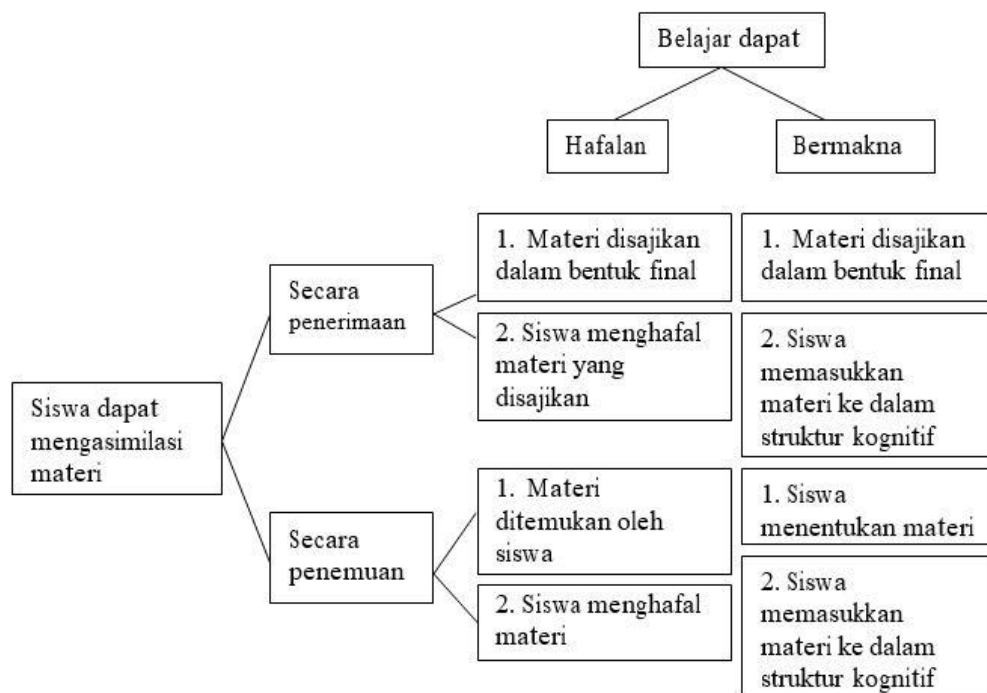 Belajar dapat
Hafalan
Bermakna
Siswa dapat
mengasimilasi
materi
Secara
penerimaan
1. Materi disajikan
dalam bentuk final
2. Siswa menghafal
materi yang
disajikan
1. Materi disajikan
dalam bentuk final
2. Siswa
memasukkan
materi ke dalam
struktur kognitif
Secara
penemuan
1. Materi
ditemukan oleh
siswa
2. Siswa menghafal
materi
1. Siswa
menentukan materi
2. Siswa
memasukkan
materi ke dalam
struktur kognitif